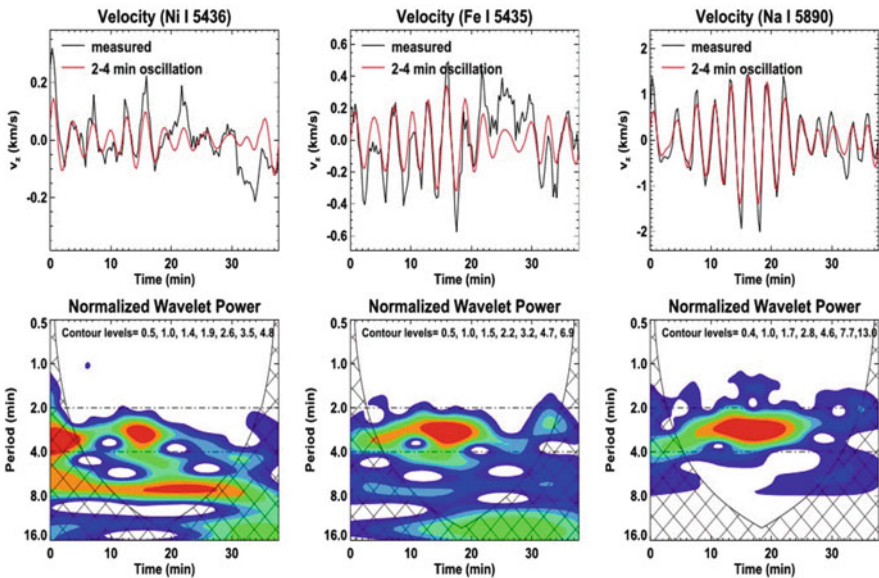 Velocity (Ni I 5436)
measured
2-4 min oscillation
v_z (km/s)
0.2
0.0
-0.2
0
10
20
30
Time (min)
Velocity (Fe I 5435)
measured
2-4 min oscillation
v_z (km/s)
0.6
0.4
0.2
0.0
-0.2
-0.4
-0.6
0
10
20
30
Time (min)
Velocity (Na I 5890)
measured
2-4 min oscillation
v_z (km/s)
2
1
0
-1
-2
0
10
20
30
Time (min)
Normalized Wavelet Power
Contour levels= 0.5, 1.0, 1.4, 1.9, 2.6, 3.5, 4.8
Period (min)
0.5
1.0
2.0
4.0
8.0
16.0
0
10
20
30
Time (min)
Normalized Wavelet Power
Contour levels= 0.5, 1.0, 1.5, 2.2, 3.2, 4.7, 6.9
Period (min)
0.5
1.0
2.0
4.0
8.0
16.0
0
10
20
30
Time (min)
Normalized Wavelet Power
Contour levels= 0.4, 1.0, 1.7, 2.8, 4.6, 7.7,13.0
Period (min)
0.5
1.0
2.0
4.0
8.0
16.0
0
10
20
30
Time (min)